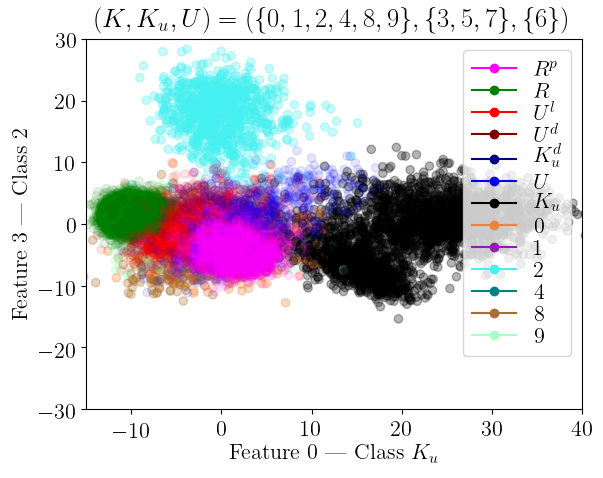 (K, K_u, U) = ({0, 1, 2, 4, 8, 9}, {3, 5, 7}, {6})
30
20
10
0
−10
−20
−30
Feature 3 — Class 2
R^p
R
U^l
U^d
K_u^d
U
K_u
0
1
2
4
8
9
−10 0 10 20 30 40
Feature 0 — Class K_u